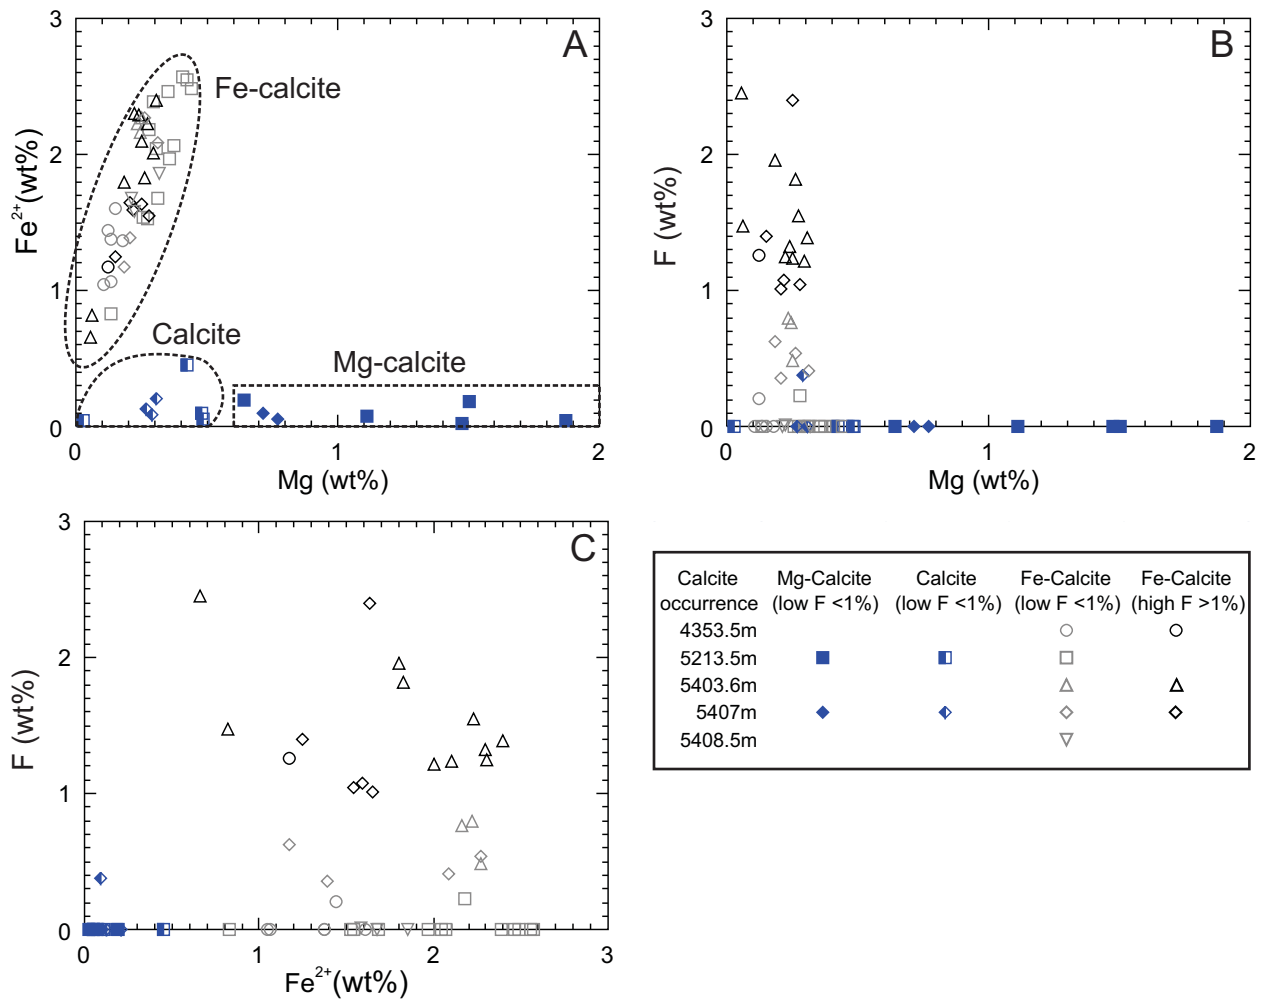 A
3
2
1
0
Fe²⁺(wt%)
Fe-calcite
Calcite
Mg-calcite
0 1 2
Mg (wt%)
B
3
2
1
0
F (wt%)
0 1 2
Mg (wt%)
C
3
2
1
0
F (wt%)
0 1 2 3
Fe²⁺(wt%)
Calcite Mg-Calcite Calcite Fe-Calcite Fe-Calcite
occurrence (low F <1%) (low F <1%) (low F <1%) (high F >1%)
4353.5m
5213.5m
5403.6m
5407m
5408.5m